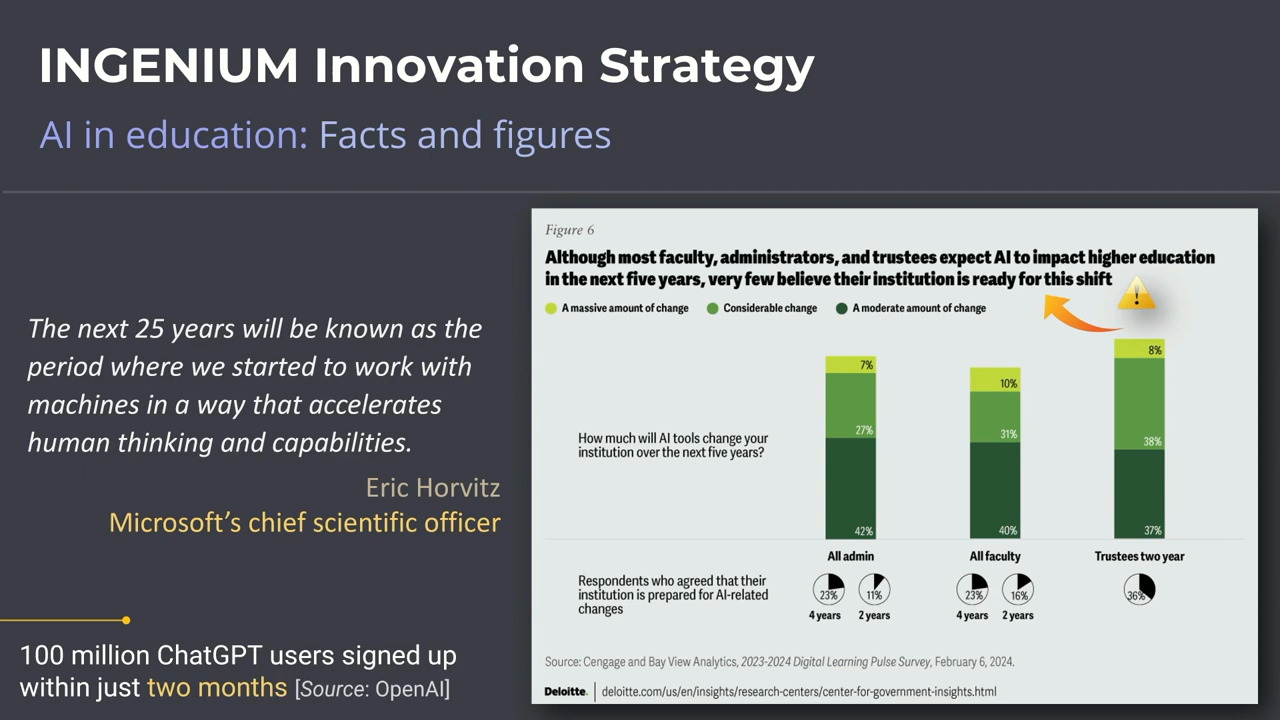 INGENIUM Innovation Strategy
AI in education: Facts and figures
The next 25 years will be known as the
period where we started to work with
machines in a way that accelerates
human thinking and capabilities.
Eric Horvitz
Microsoft’s chief scientific officer
100 million ChatGPT users signed up
within just two months [Source: OpenAI]
Figure 6
Although most faculty, administrators, and trustees expect AI to impact higher education
in the next five years, very few believe their institution is ready for this shift
A massive amount of change
Considerable change
A moderate amount of change
How much will AI tools change your
institution over the next five years?
7%
27%
42%
10%
31%
40%
8%
38%
37%
All admin
All faculty
Trustees two year
Respondents who agreed that their
institution is prepared for AI-related
changes
23%
11%
23%
16%
36%
4 years
2 years
4 years
2 years
Source: Cengage and Bay View Analytics, 2023-2024 Digital Learning Pulse Survey, February 6, 2024.
Deloitte. | deloitte.com/us/en/insights/research-centers/center-for-government-insights.html